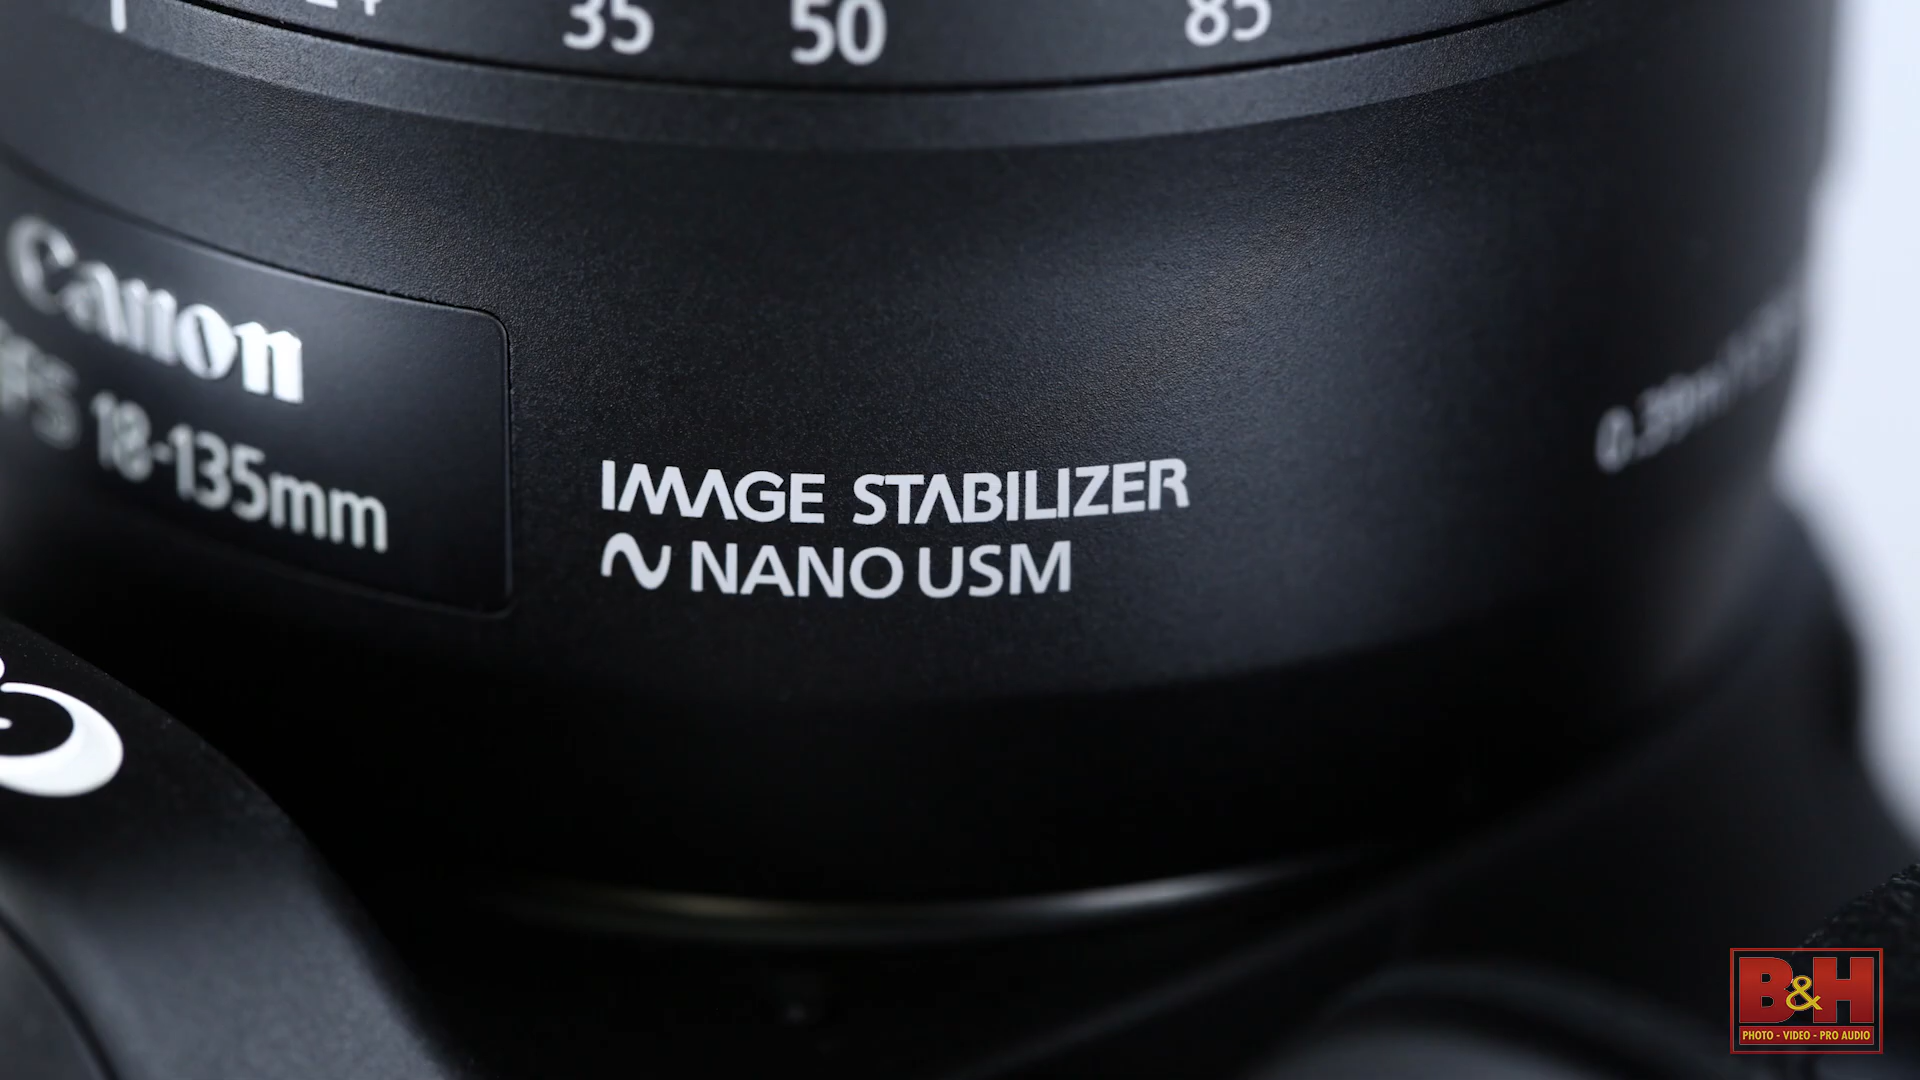 35 50 85
Canon
18-135mm
IMAGE STABILIZER
NANO USM
B&H
PHOTO - VIDEO - PRO AUDIO